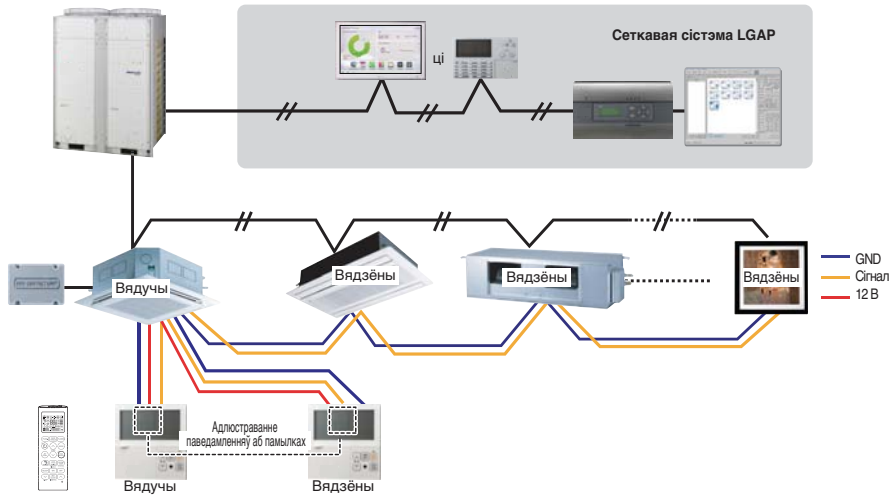 Сеткавая сістэма LGAP
ці
Вядучы
Вядзёны
Вядзёны
Вядзёны
GND
Сігнал
12 В
Адлюстраванне
паведамленняў аб памылках
Вядучы
Вядзёны